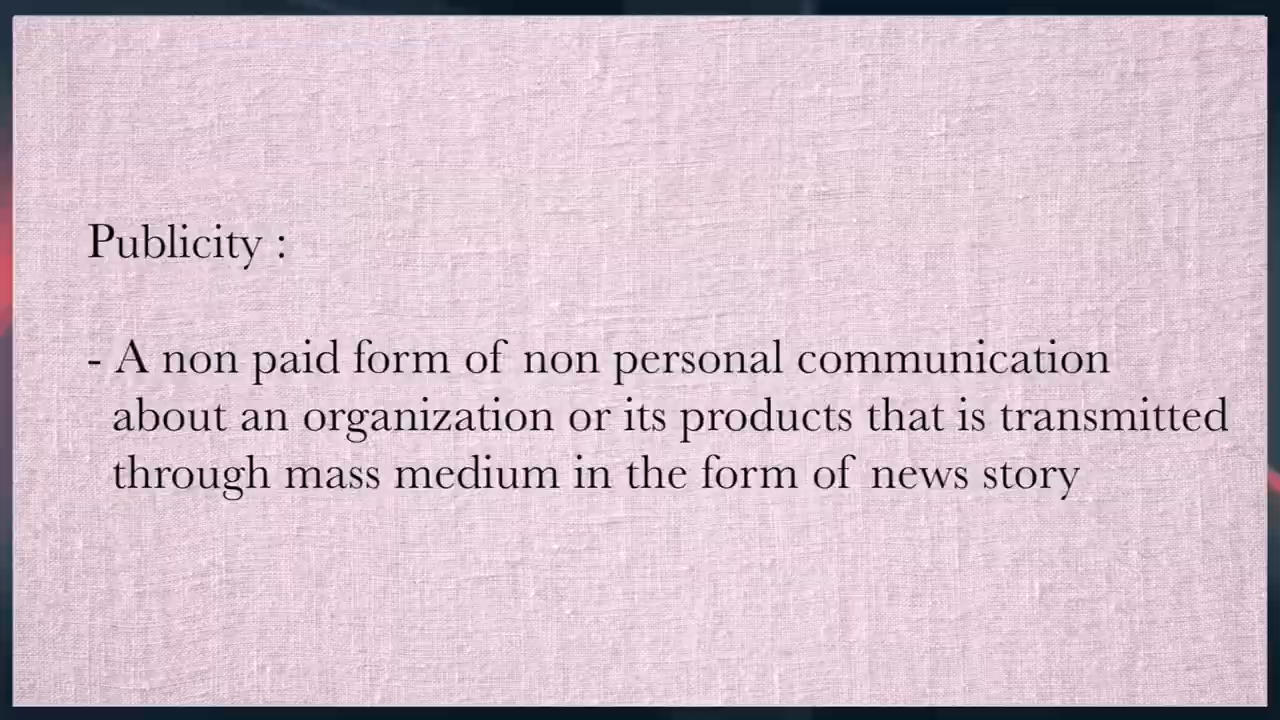 Publicity :
- A non paid form of non personal communication
about an organization or its products that is transmitted
through mass medium in the form of news story